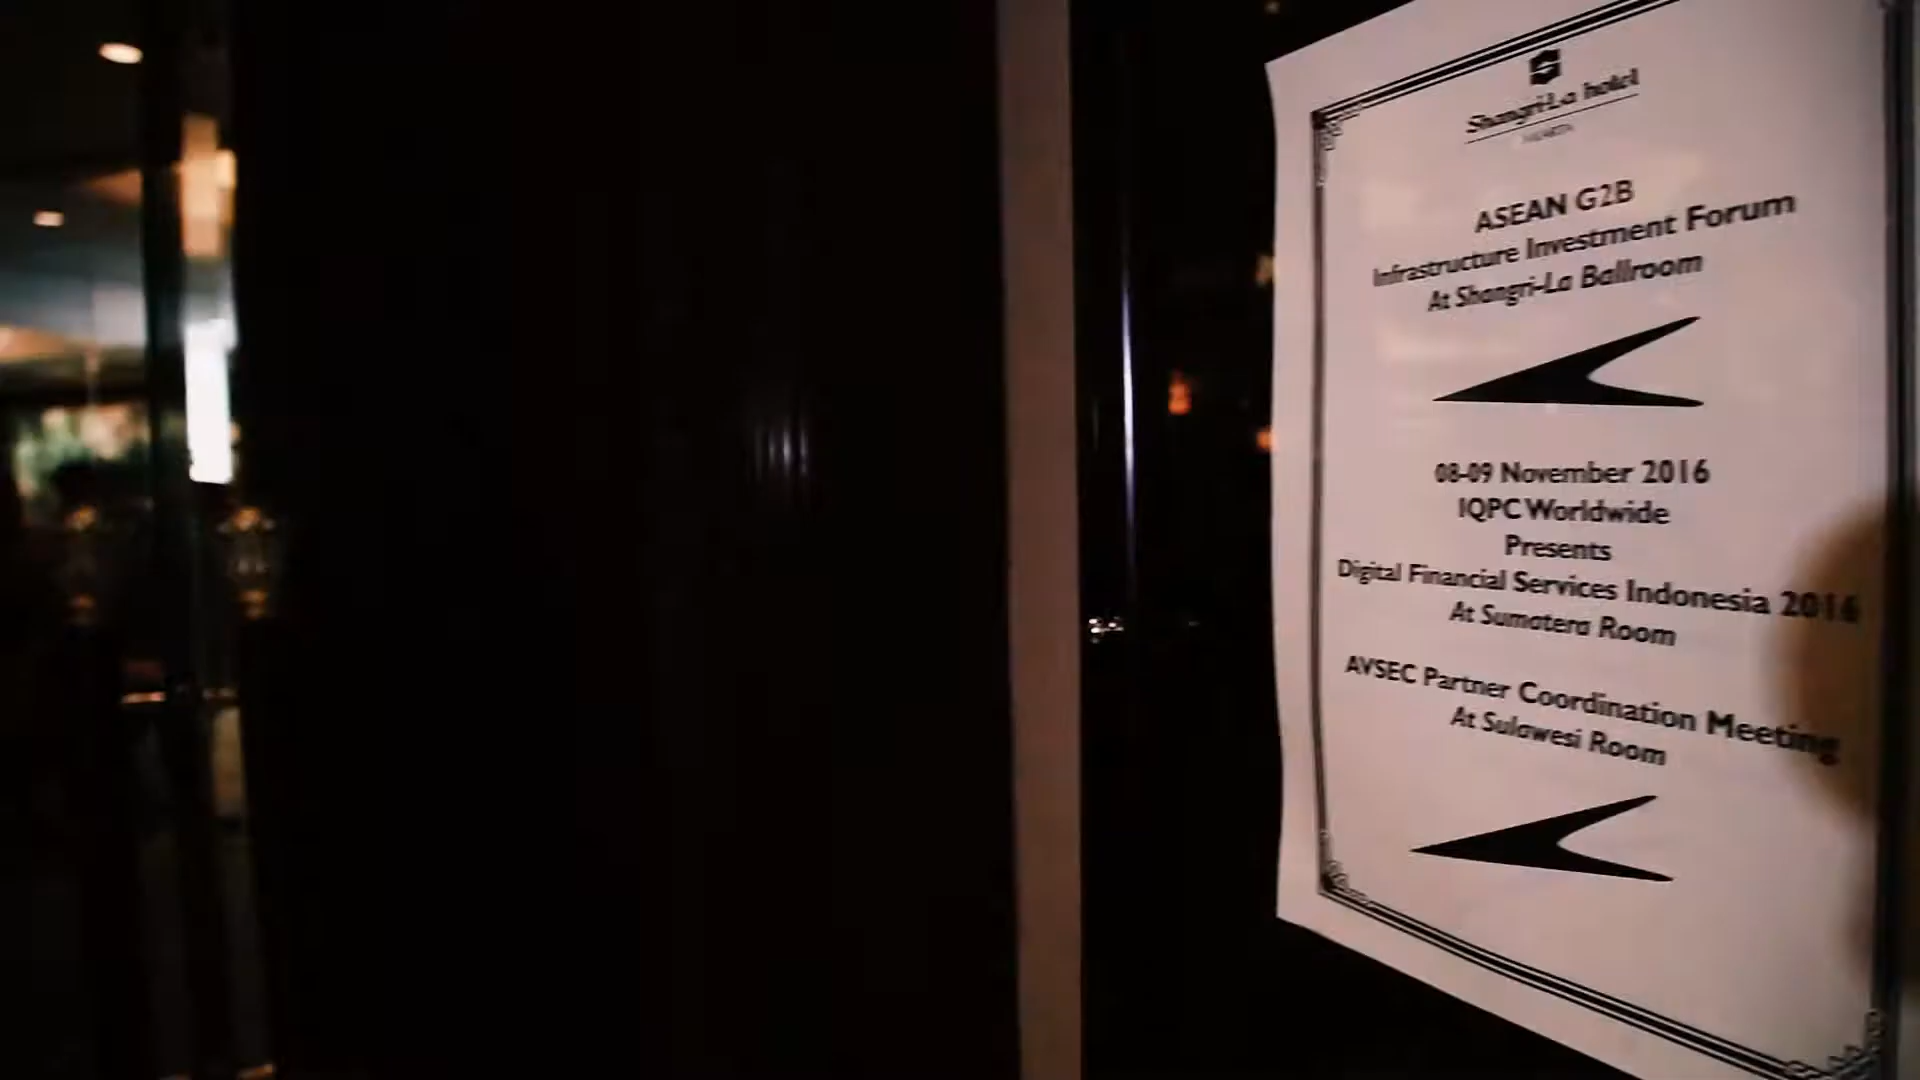 Shangri-La hotel
JAKARTA
ASEAN G2B
Infrastructure Investment Forum
At Shangri-La Ballroom
08-09 November 2016
IQPC Worldwide
Presents
Digital Financial Services Indonesia 2016
At Sumatera Room
AVSEC Partner Coordination Meeting
At Sulawesi Room